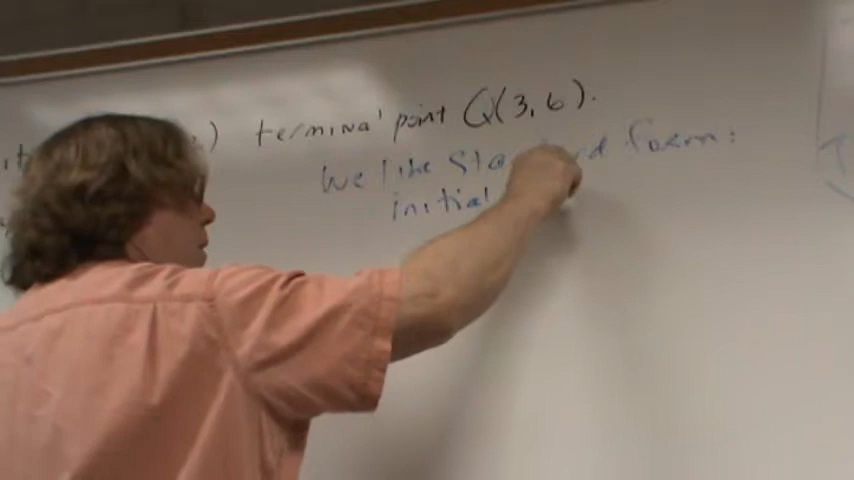 ) terminal point Q(3,6).
We like Standard form:
initial